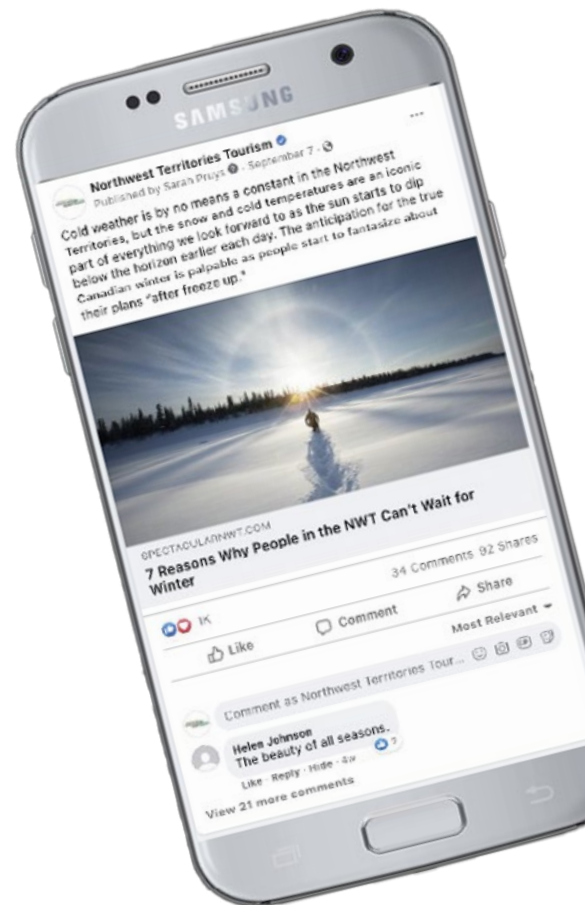 SAMSUNG
Northwest Territories Tourism
Published by Sarah Pruys · September 7 ·
Cold weather is by no means a constant in the Northwest
Territories, but the snow and cold temperatures are an iconic
part of everything we look forward to as the sun starts to dip
below the horizon earlier each day. The anticipation for the true
Canadian winter is palpable as people start to fantasize about
their plans "after freeze up."
SPECTACULARNWT.COM
7 Reasons Why People in the NWT Can't Wait for
Winter
1K
34 Comments 92 Shares
Like
Comment
Share
Most Relevant
Comment as Northwest Territories Tour...
Helen Johnson
The beauty of all seasons.
Like · Reply · Hide · 4w
View 21 more comments